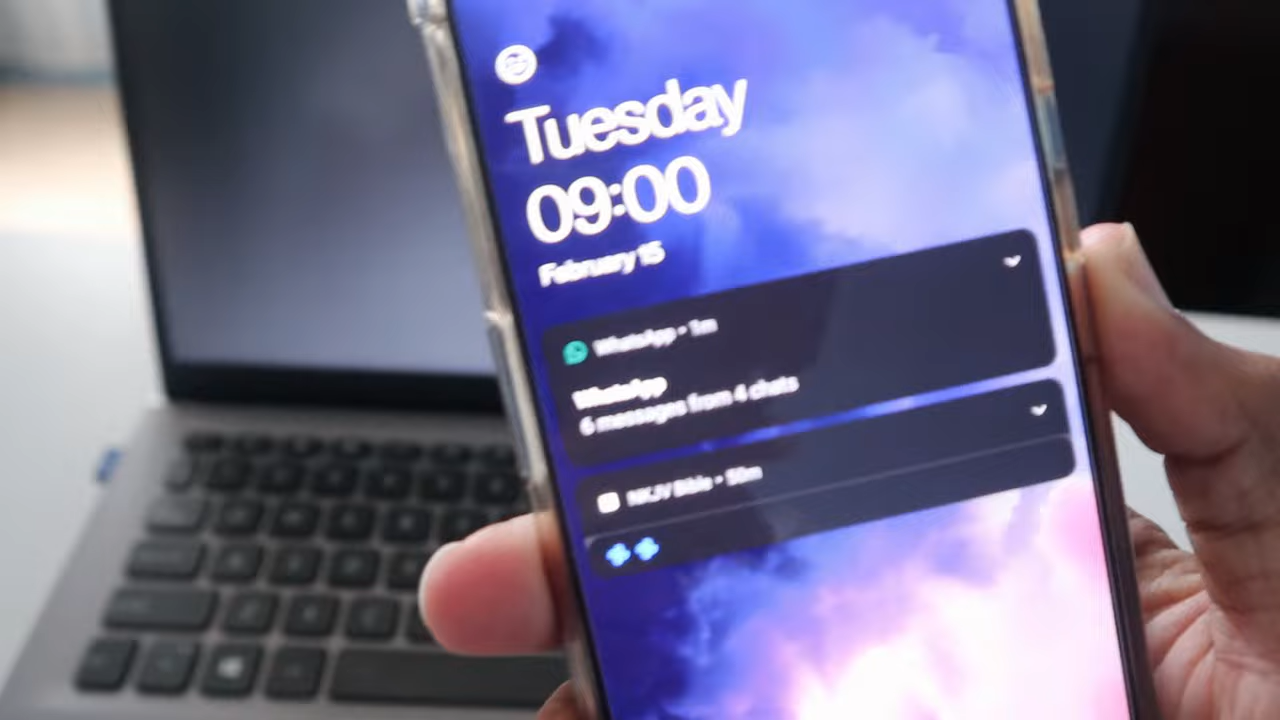 Tuesday
09:00
February 15
WhatsApp • 1m
WhatsApp
6 messages from 4 chats
NKJV Bible • 50m